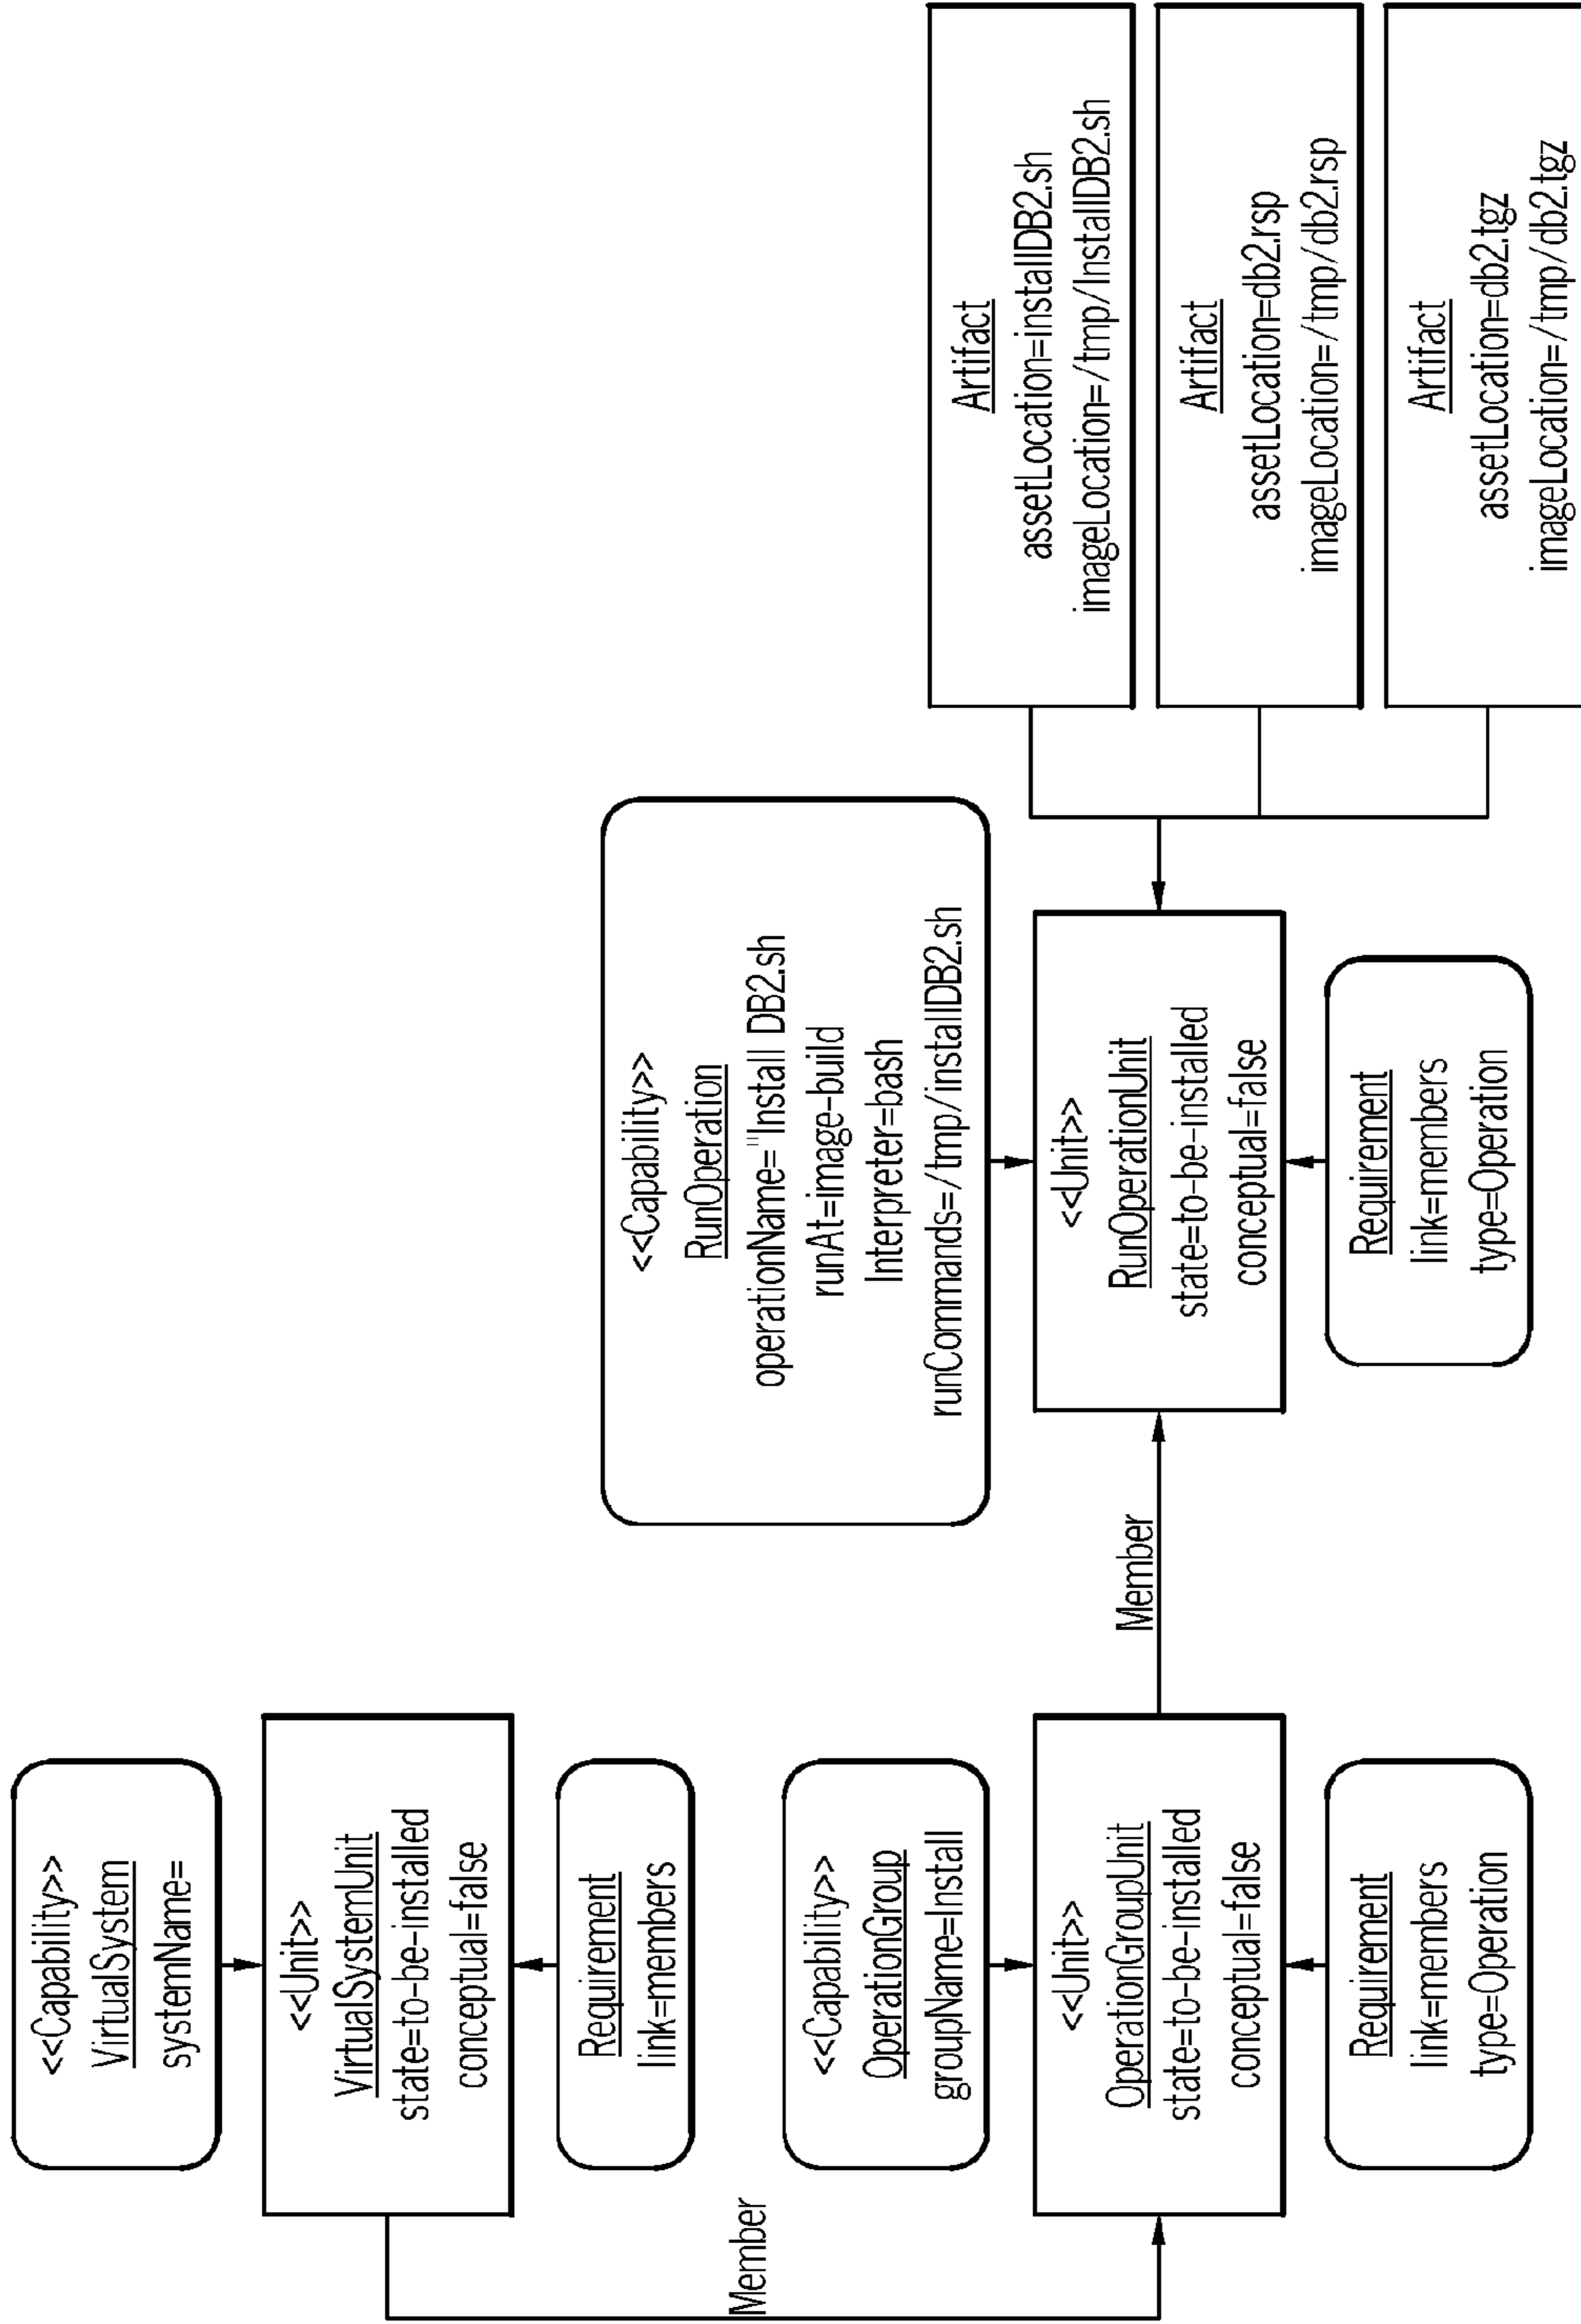 <<Capability>>
VirtualSystem
systemName=
<<Unit>>
VirtualSystemUnit
state=to-be-installed
conceptual=false
Requirement
link=members
Member
<<Capability>>
OperationGroup
groupName=Install
<<Unit>>
OperationGroupUnit
state=to-be-installed
conceptual=false
Requirement
link=members
type=Operation
Member
<<Capability>>
RunOperation
operationName="Install DB2.sh
runAt=image-build
Interpreter=bash
runCommands=/tmp/installDB2.sh
<<Unit>>
RunOperationUnit
state=to-be-installed
conceptual=false
Requirement
link=members
type=Operation
Artifact
assetLocation=installDB2.sh
imageLocation=/tmp/InstallDB2.sh
Artifact
assetLocation=db2.rsp
imageLocation=/tmp/db2.rsp
Artifact
assetLocation=db2.tgz
imageLocation=/tmp/db2.tgz